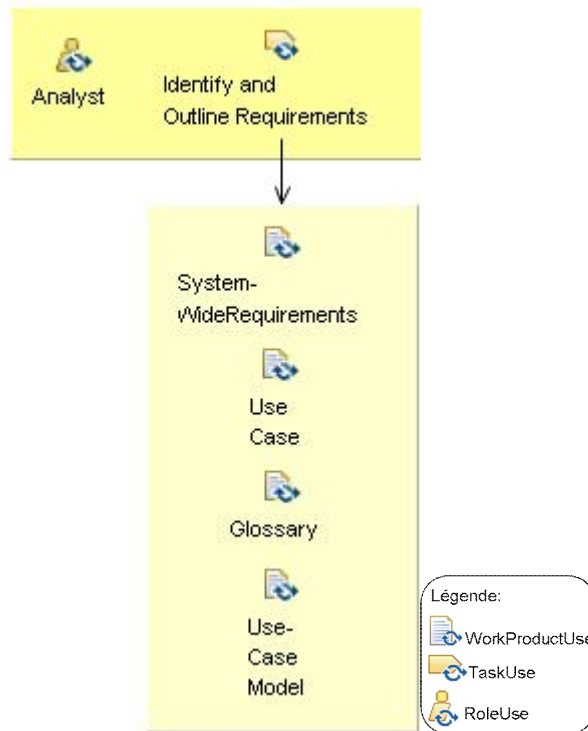 Analyst
Identify and
Outline Requirements
System-
WideRequirements
Use
Case
Glossary
Use-
Case
Model
Légende:
WorkProductUse
TaskUse
RoleUse